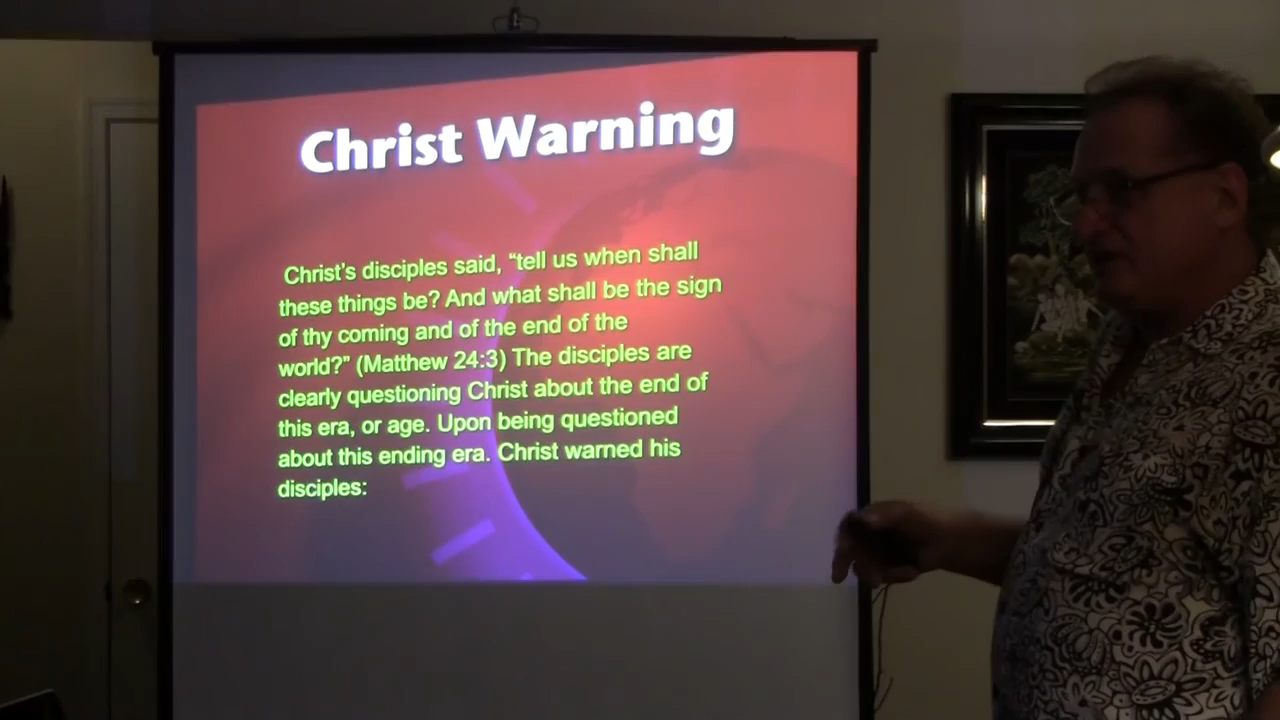 Christ Warning
Christ's disciples said, “tell us when shall
these things be? And what shall be the sign
of thy coming and of the end of the
world?” (Matthew 24:3) The disciples are
clearly questioning Christ about the end of
this era, or age. Upon being questioned
about this ending era. Christ warned his
disciples: